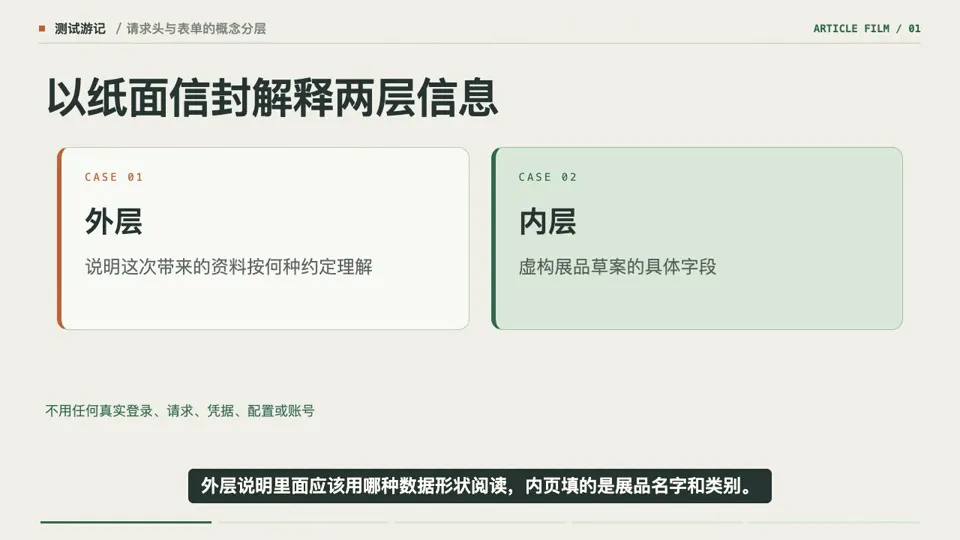 测试游记 / 请求头与表单的概念分层
ARTICLE FILM / 01
以纸面信封解释两层信息
CASE 01
外层
说明这次带来的资料按何种约定理解
CASE 02
内层
虚构展品草案的具体字段
不用任何真实登录、请求、凭据、配置或账号
外层说明里面应该用哪种数据形状阅读，内页填的是展品名字和类别。